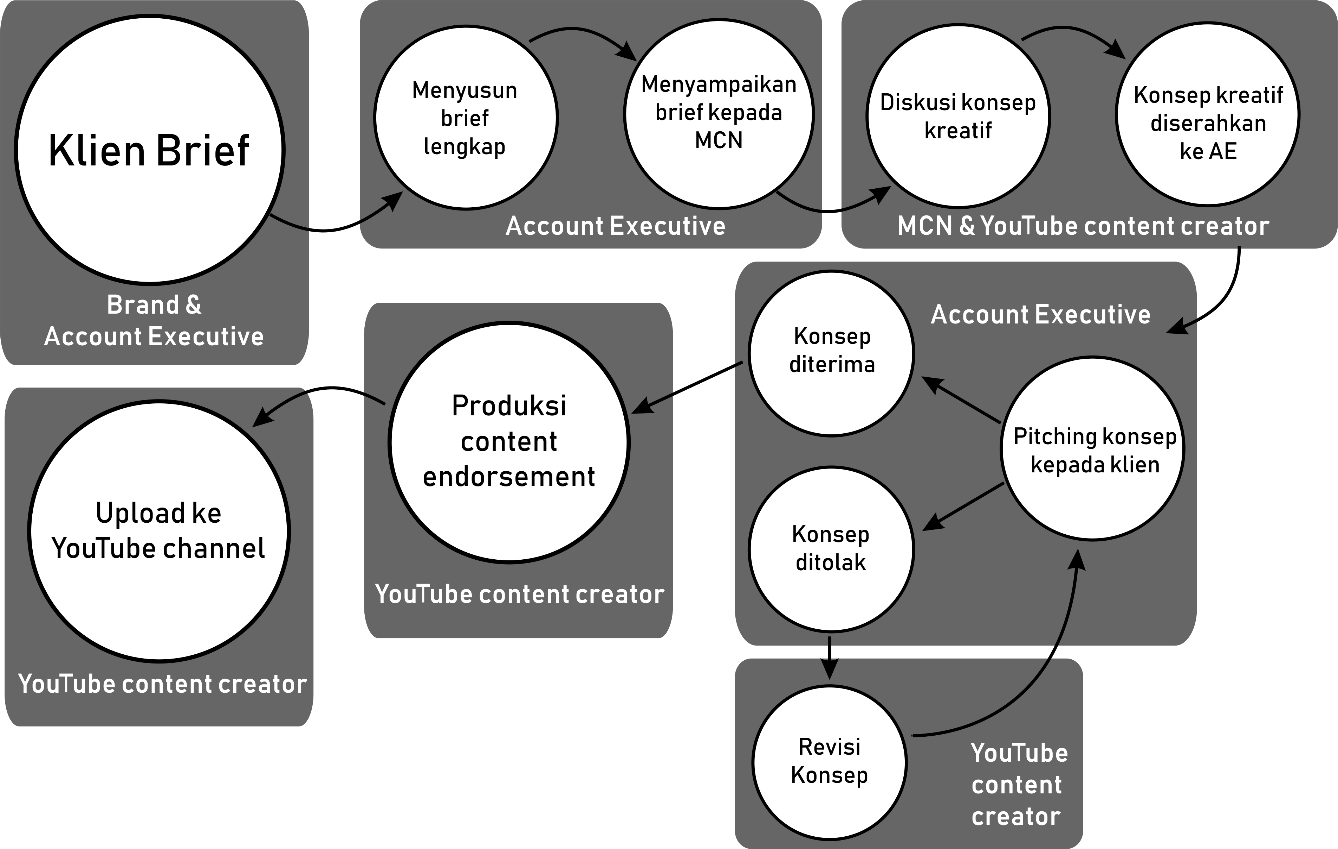 Klien Brief
Brand &
Account Executive
Menyusun
brief
lengkap
Menyampaikan
brief kepada
MCN
Account Executive
Diskusi konsep
kreatif
Konsep kreatif
diserahkan
ke AE
MCN & YouTube content creator
Account Executive
Pitching konsep
kepada klien
Konsep
diterima
Konsep
ditolak
Revisi
Konsep
YouTube
content
creator
Produksi
content
endorsement
YouTube content creator
Upload ke
YouTube channel
YouTube content creator